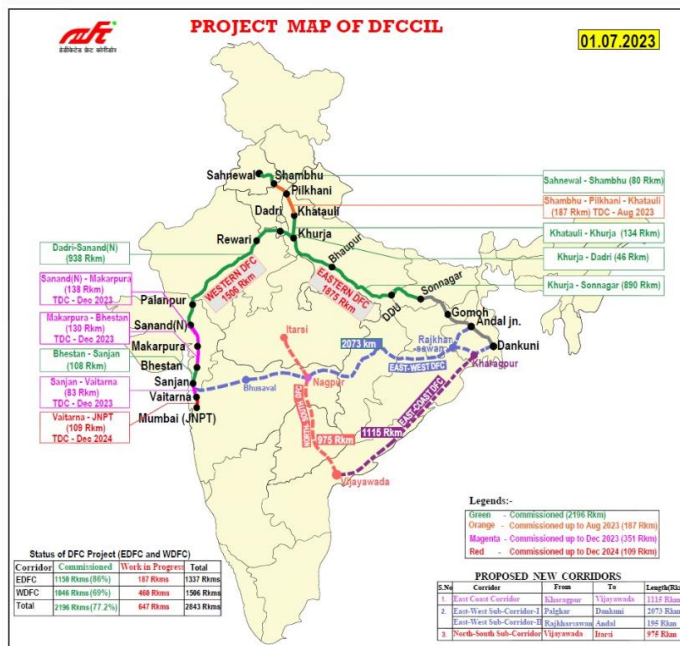 PROJECT MAP OF DFCCIL
डेडीकेटेड फ्रेट कोरीडोर
01.07.2023
Sahnewal
Shambhu
Pilkhani
Dadri
Khatauli
Rewari
Khurja
Bhaupur
WESTERN DFC
1506 Rkm
EASTERN DFC
1875 Rkm
Sonnagar
DDU
Gomoh
Andal jn.
Dankuni
Palanpur
Sanand(N)
Makarpura
Bhestan
Sanjan
Vaitarna
Mumbai (JNPT)
Itarsi
2073 km
Rajkhar-
sawan
EAST-WEST DFC
Kharagpur
Bhusaval
Nagpur
975 Rkm
1115 Rkm
EAST-COAST DFC
Vijayawada
Sahnewal - Shambhu (80 Rkm)
Shambhu - Pilkhani - Khatauli
(187 Rkm) TDC - Aug 2023
Khatauli - Khurja (134 Rkm)
Khurja - Dadri (46 Rkm)
Khurja - Sonnagar (890 Rkm)
Dadri-Sanand(N)
(938 Rkm)
Sanand(N) - Makarpura
(138 Rkm)
TDC - Dec 2023
Makarpura - Bhestan
(130 Rkm)
TDC - Dec 2023
Bhestan - Sanjan
(108 Rkm)
Sanjan - Vaitarna
(83 Rkm)
TDC - Dec 2023
Vaitarna - JNPT
(109 Rkm)
TDC - Dec 2024
Legends:-
Green - Commissioned (2196 Rkm)
Orange - Commissioned up to Aug 2023 (187 Rkm)
Magenta - Commissioned up to Dec 2023 (351 Rkm)
Red - Commissioned up to Dec 2024 (109 Rkm)
Status of DFC Project (EDFC and WDFC)
Corridor Commissioned Work in Progress Total
EDFC 1150 Rkms (86%) 187 Rkms 1337 Rkms
WDFC 1046 Rkms (69%) 460 Rkms 1506 Rkms
Total 2196 Rkms (77.2%) 647 Rkms 2843 Rkms
PROPOSED NEW CORRIDORS
S.No Corridor From To Length(Rkm
1. East Coast Corridor Kharagpur Vijayawada 1115 Rkm
2. East-West Sub-Corridor-I Palghar Dankuni 2073 Rkm
East-West Sub-Corridor-II Rajkharsawan Andal 195 Rkm
3. North-South Sub-Corridor Vijayawada Itarsi 975 Rkm